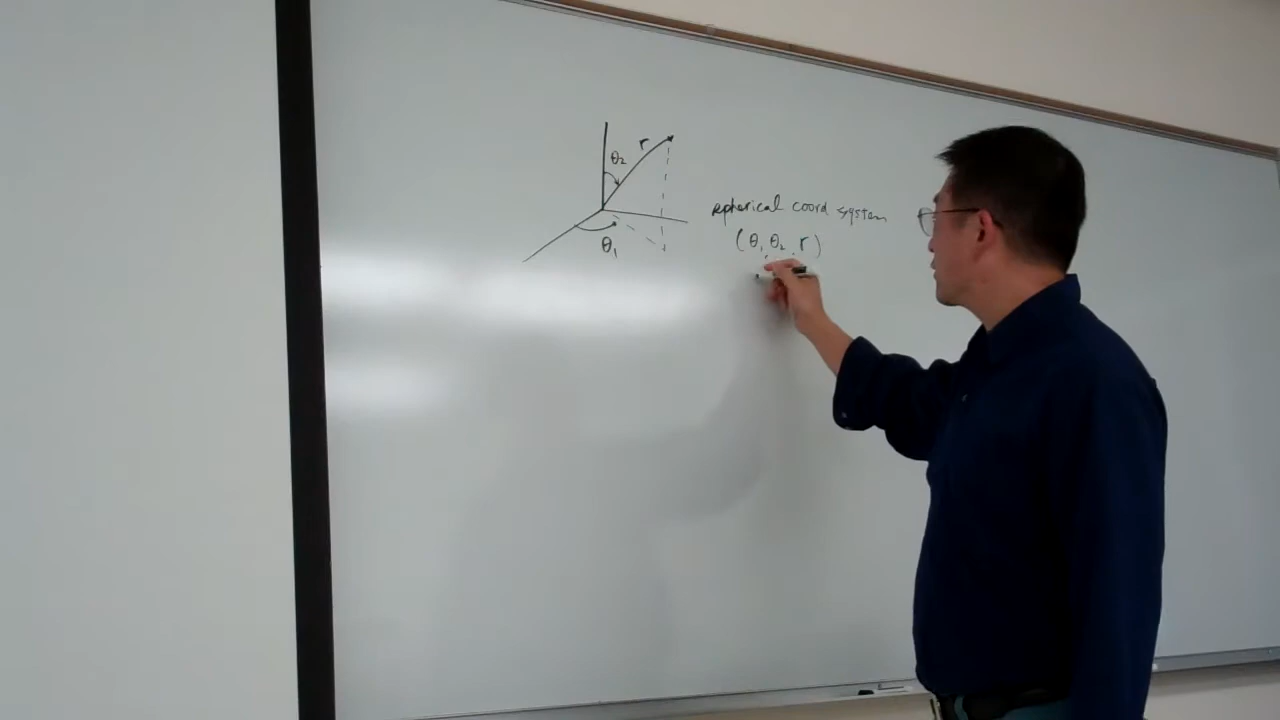 r
θ2
θ1
spherical coord system
(θ1, θ2, r)